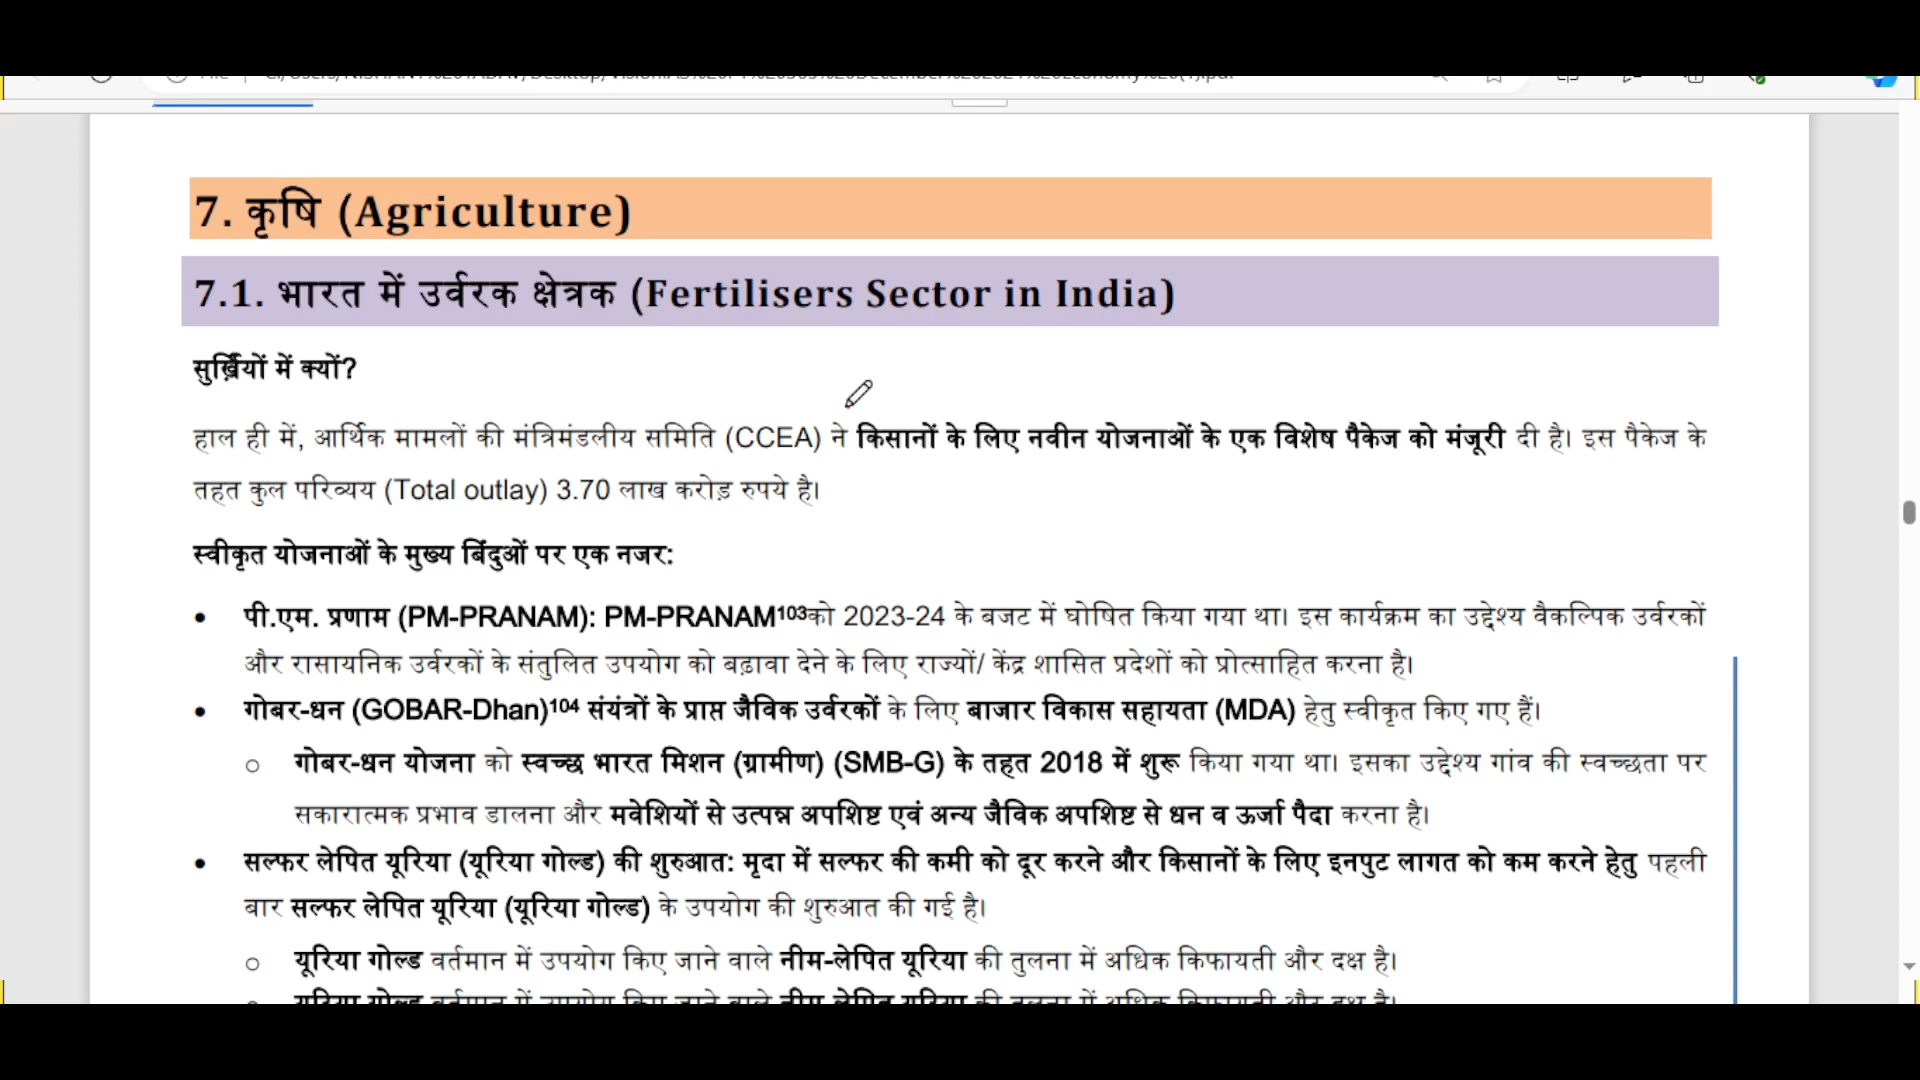 7. कृषि (Agriculture)
7.1. भारत में उर्वरक क्षेत्रक (Fertilisers Sector in India)
सुर्ख़ियों में क्यों?
हाल ही में, आर्थिक मामलों की मंत्रिमंडलीय समिति (CCEA) ने किसानों के लिए नवीन योजनाओं के एक विशेष पैकेज को मंजूरी दी है। इस पैकेज के
तहत कुल परिव्यय (Total outlay) 3.70 लाख करोड़ रुपये है।
स्वीकृत योजनाओं के मुख्य बिंदुओं पर एक नजर:
• पी.एम. प्रणाम (PM-PRANAM): PM-PRANAM¹⁰³को 2023-24 के बजट में घोषित किया गया था। इस कार्यक्रम का उद्देश्य वैकल्पिक उर्वरकों
और रासायनिक उर्वरकों के संतुलित उपयोग को बढ़ावा देने के लिए राज्यों/ केंद्र शासित प्रदेशों को प्रोत्साहित करना है।
• गोबर-धन (GOBAR-Dhan)¹⁰⁴ संयंत्रों के प्राप्त जैविक उर्वरकों के लिए बाजार विकास सहायता (MDA) हेतु स्वीकृत किए गए हैं।
o गोबर-धन योजना को स्वच्छ भारत मिशन (ग्रामीण) (SMB-G) के तहत 2018 में शुरू किया गया था। इसका उद्देश्य गांव की स्वच्छता पर
सकारात्मक प्रभाव डालना और मवेशियों से उत्पन्न अपशिष्ट एवं अन्य जैविक अपशिष्ट से धन व ऊर्जा पैदा करना है।
• सल्फर लेपित यूरिया (यूरिया गोल्ड) की शुरुआत: मृदा में सल्फर की कमी को दूर करने और किसानों के लिए इनपुट लागत को कम करने हेतु पहली
बार सल्फर लेपित यूरिया (यूरिया गोल्ड) के उपयोग की शुरुआत की गई है।
o यूरिया गोल्ड वर्तमान में उपयोग किए जाने वाले नीम-लेपित यूरिया की तुलना में अधिक किफायती और दक्ष है।